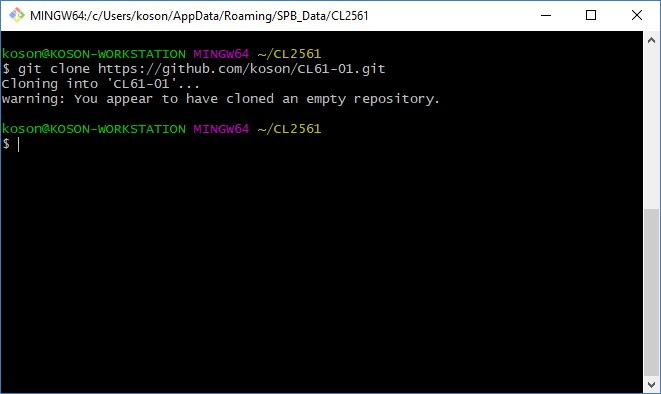 MINGW64:/c/Users/koson/AppData/Roaming/SPB_Data/CL2561
koson@KOSON-WORKSTATION MINGW64 ~/CL2561
$ git clone https://github.com/koson/CL61-01.git
Cloning into 'CL61-01'...
warning: You appear to have cloned an empty repository.
koson@KOSON-WORKSTATION MINGW64 ~/CL2561
$